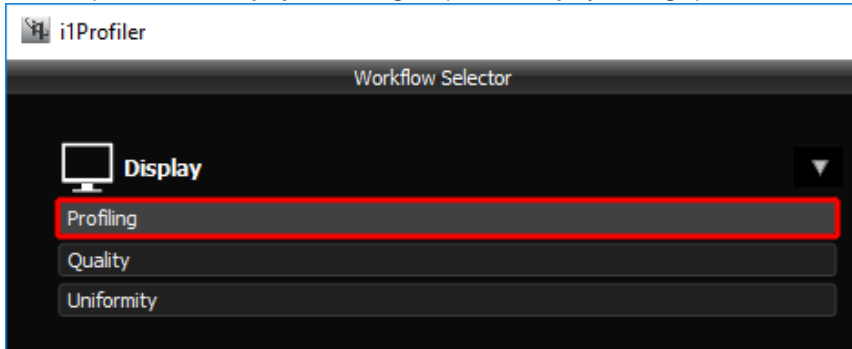 i1Profiler
Workflow Selector
Display
Profiling
Quality
Uniformity